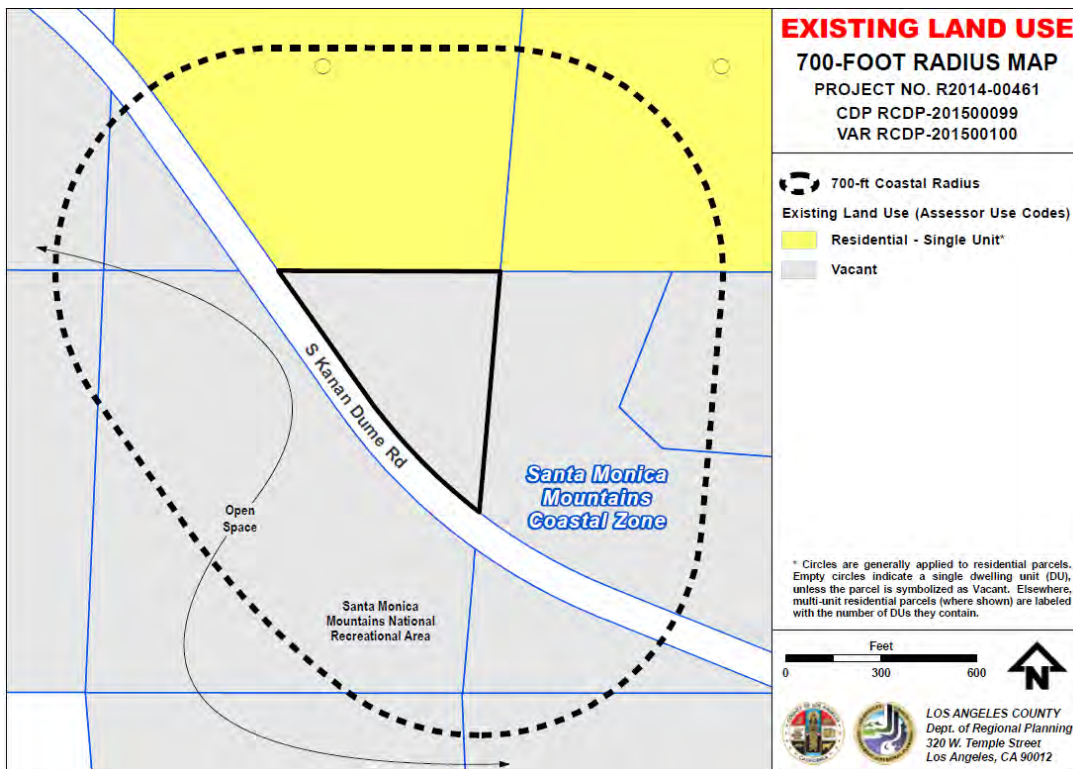 EXISTING LAND USE
700-FOOT RADIUS MAP
PROJECT NO. R2014-00461
CDP RCDP-201500099
VAR RCDP-201500100
700-ft Coastal Radius
Existing Land Use (Assessor Use Codes)
Residential - Single Unit*
Vacant
S Kanan Dume Rd
Santa Monica
Mountains
Coastal Zone
Open
Space
Santa Monica
Mountains National
Recreational Area
* Circles are generally applied to residential parcels.
Empty circles indicate a single dwelling unit (DU),
unless the parcel is symbolized as Vacant. Elsewhere,
multi-unit residential parcels (where shown) are labeled
with the number of DUs they contain.
Feet
0 300 600
N
LOS ANGELES COUNTY
Dept. of Regional Planning
320 W. Temple Street
Los Angeles, CA 90012